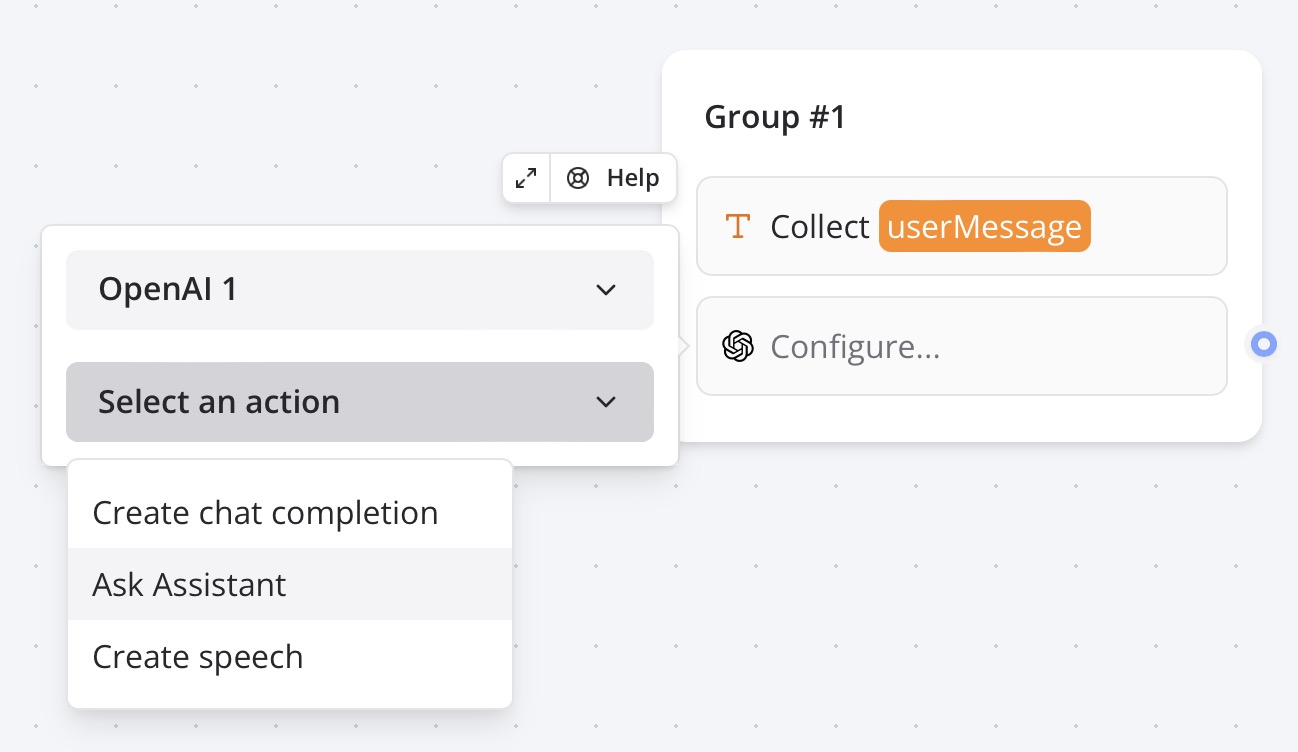 Group #1
Help
Collect userMessage
OpenAI 1
Configure...
Select an action
Create chat completion
Ask Assistant
Create speech